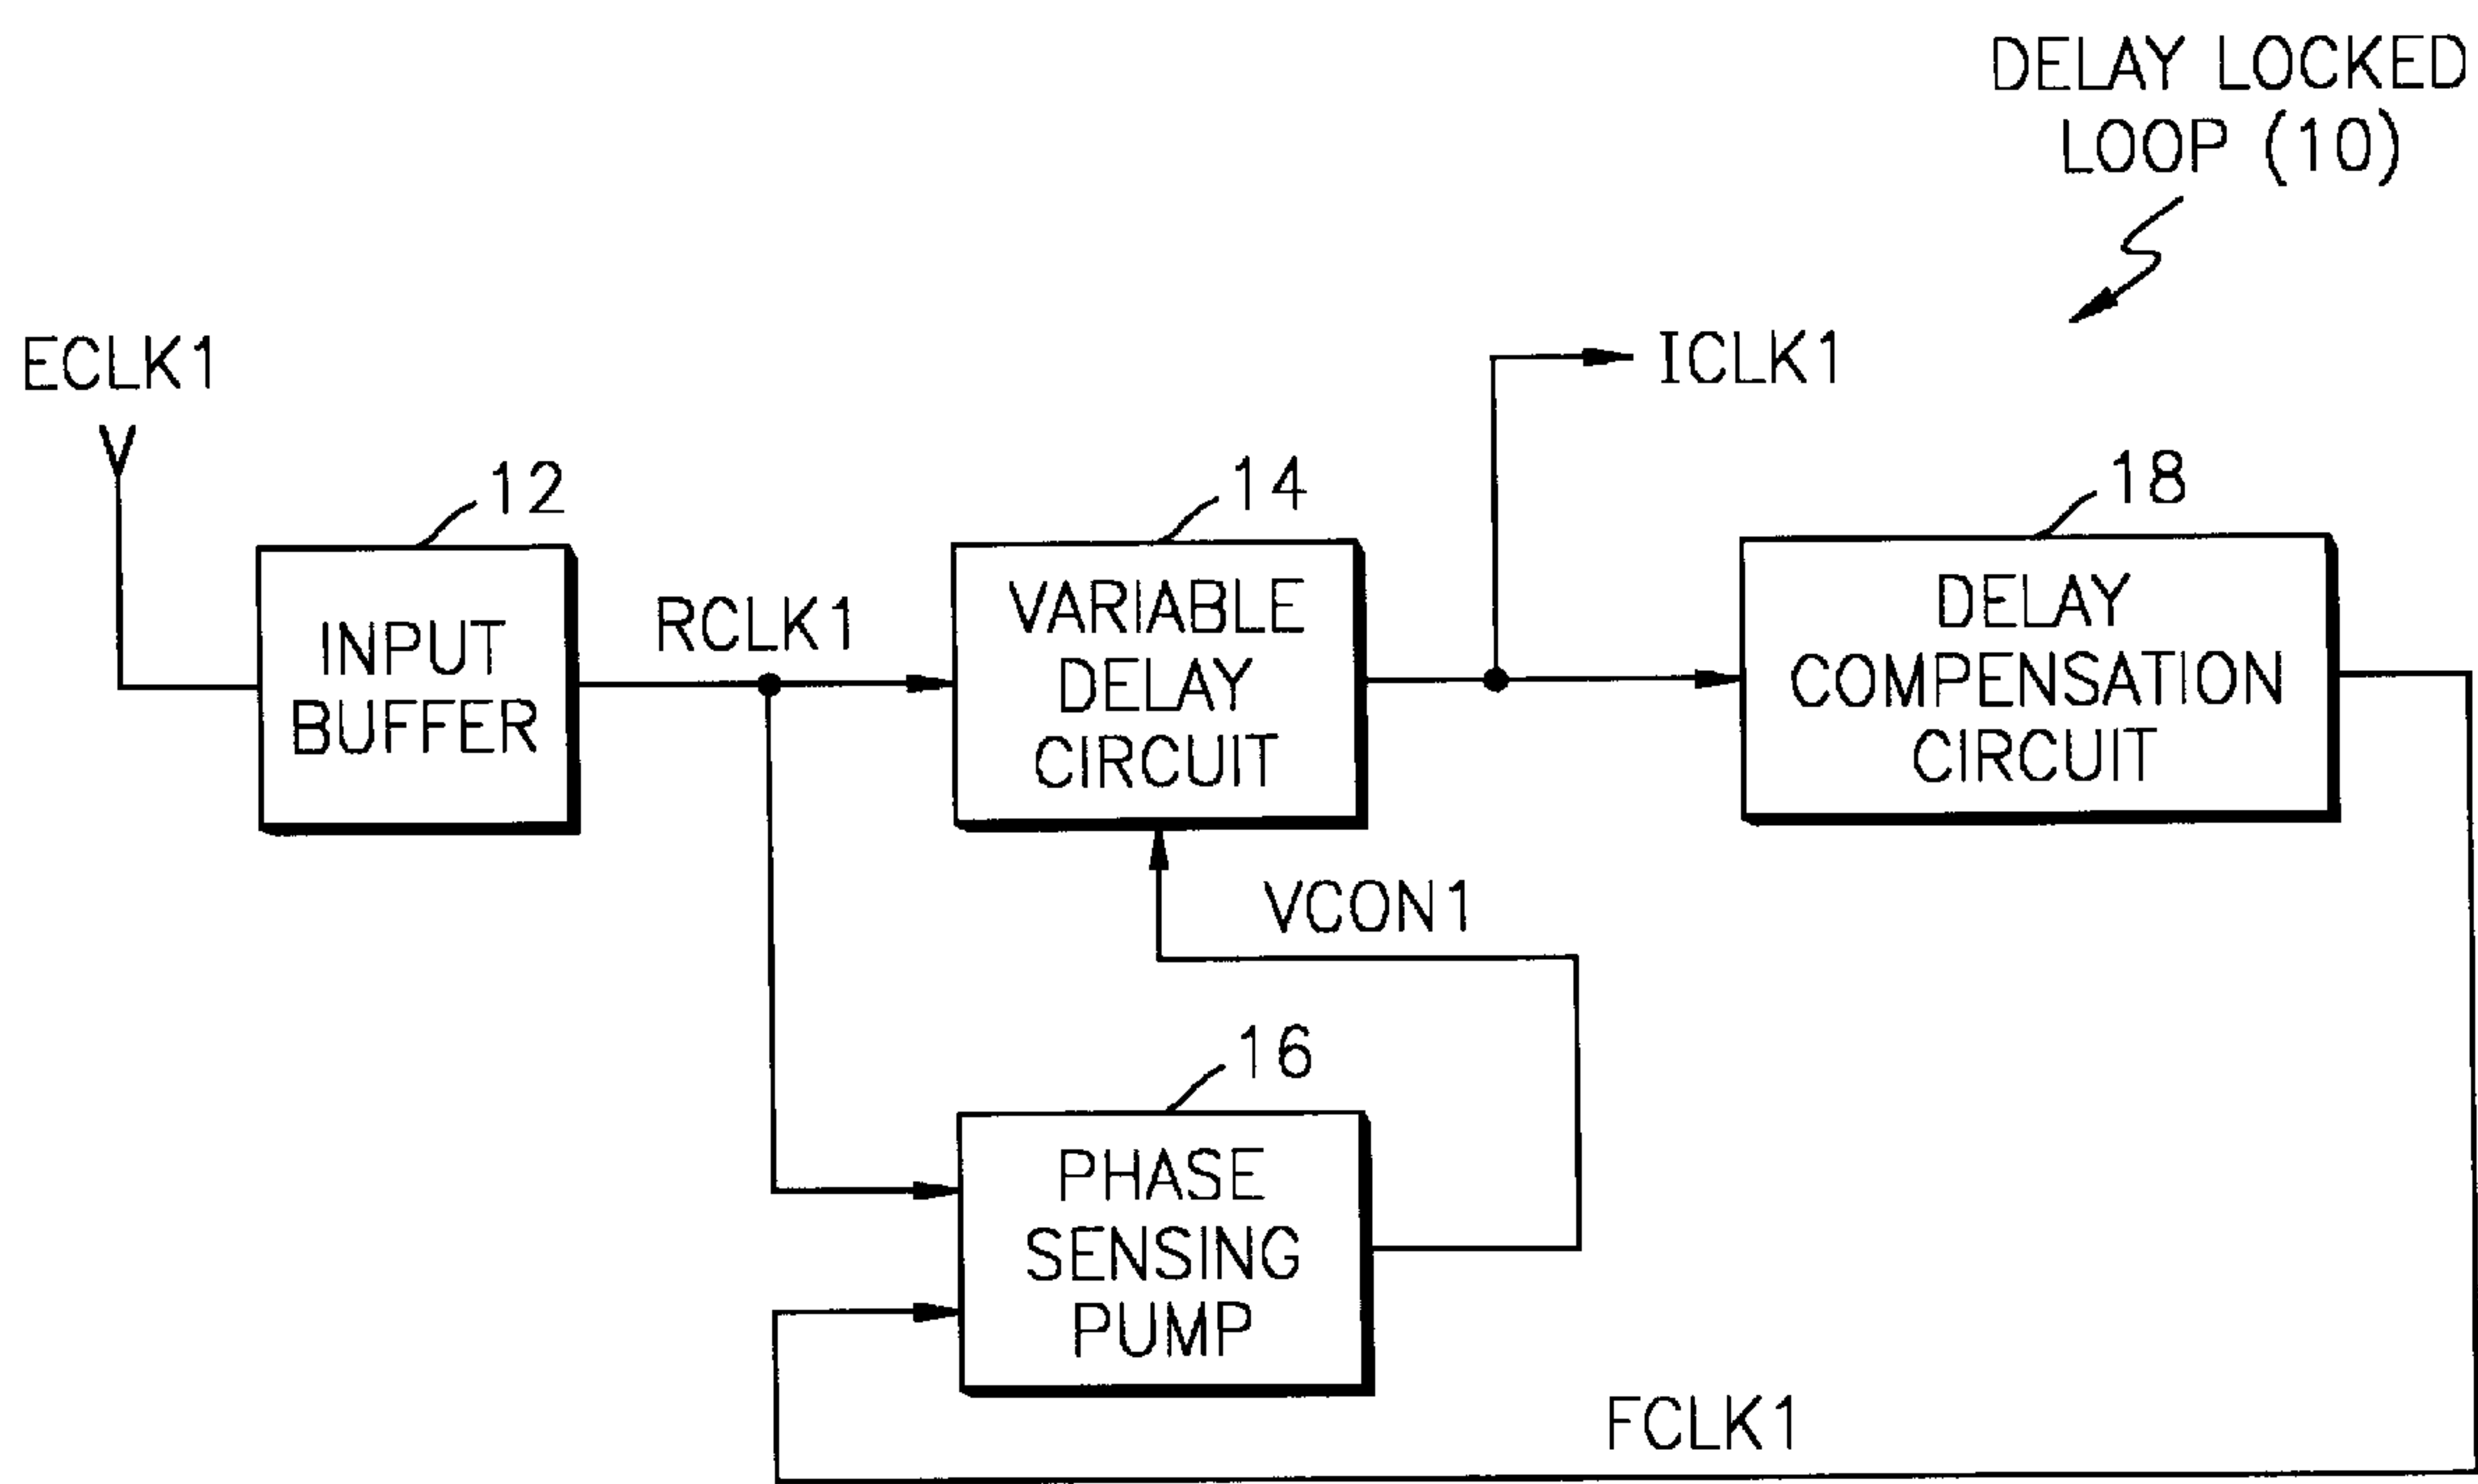 DELAY LOCKED
LOOP (10)
ECLK1
ICLK1
12
14
18
INPUT
BUFFER
RCLK1
VARIABLE
DELAY
CIRCUIT
DELAY
COMPENSATION
CIRCUIT
VCON1
16
PHASE
SENSING
PUMP
FCLK1